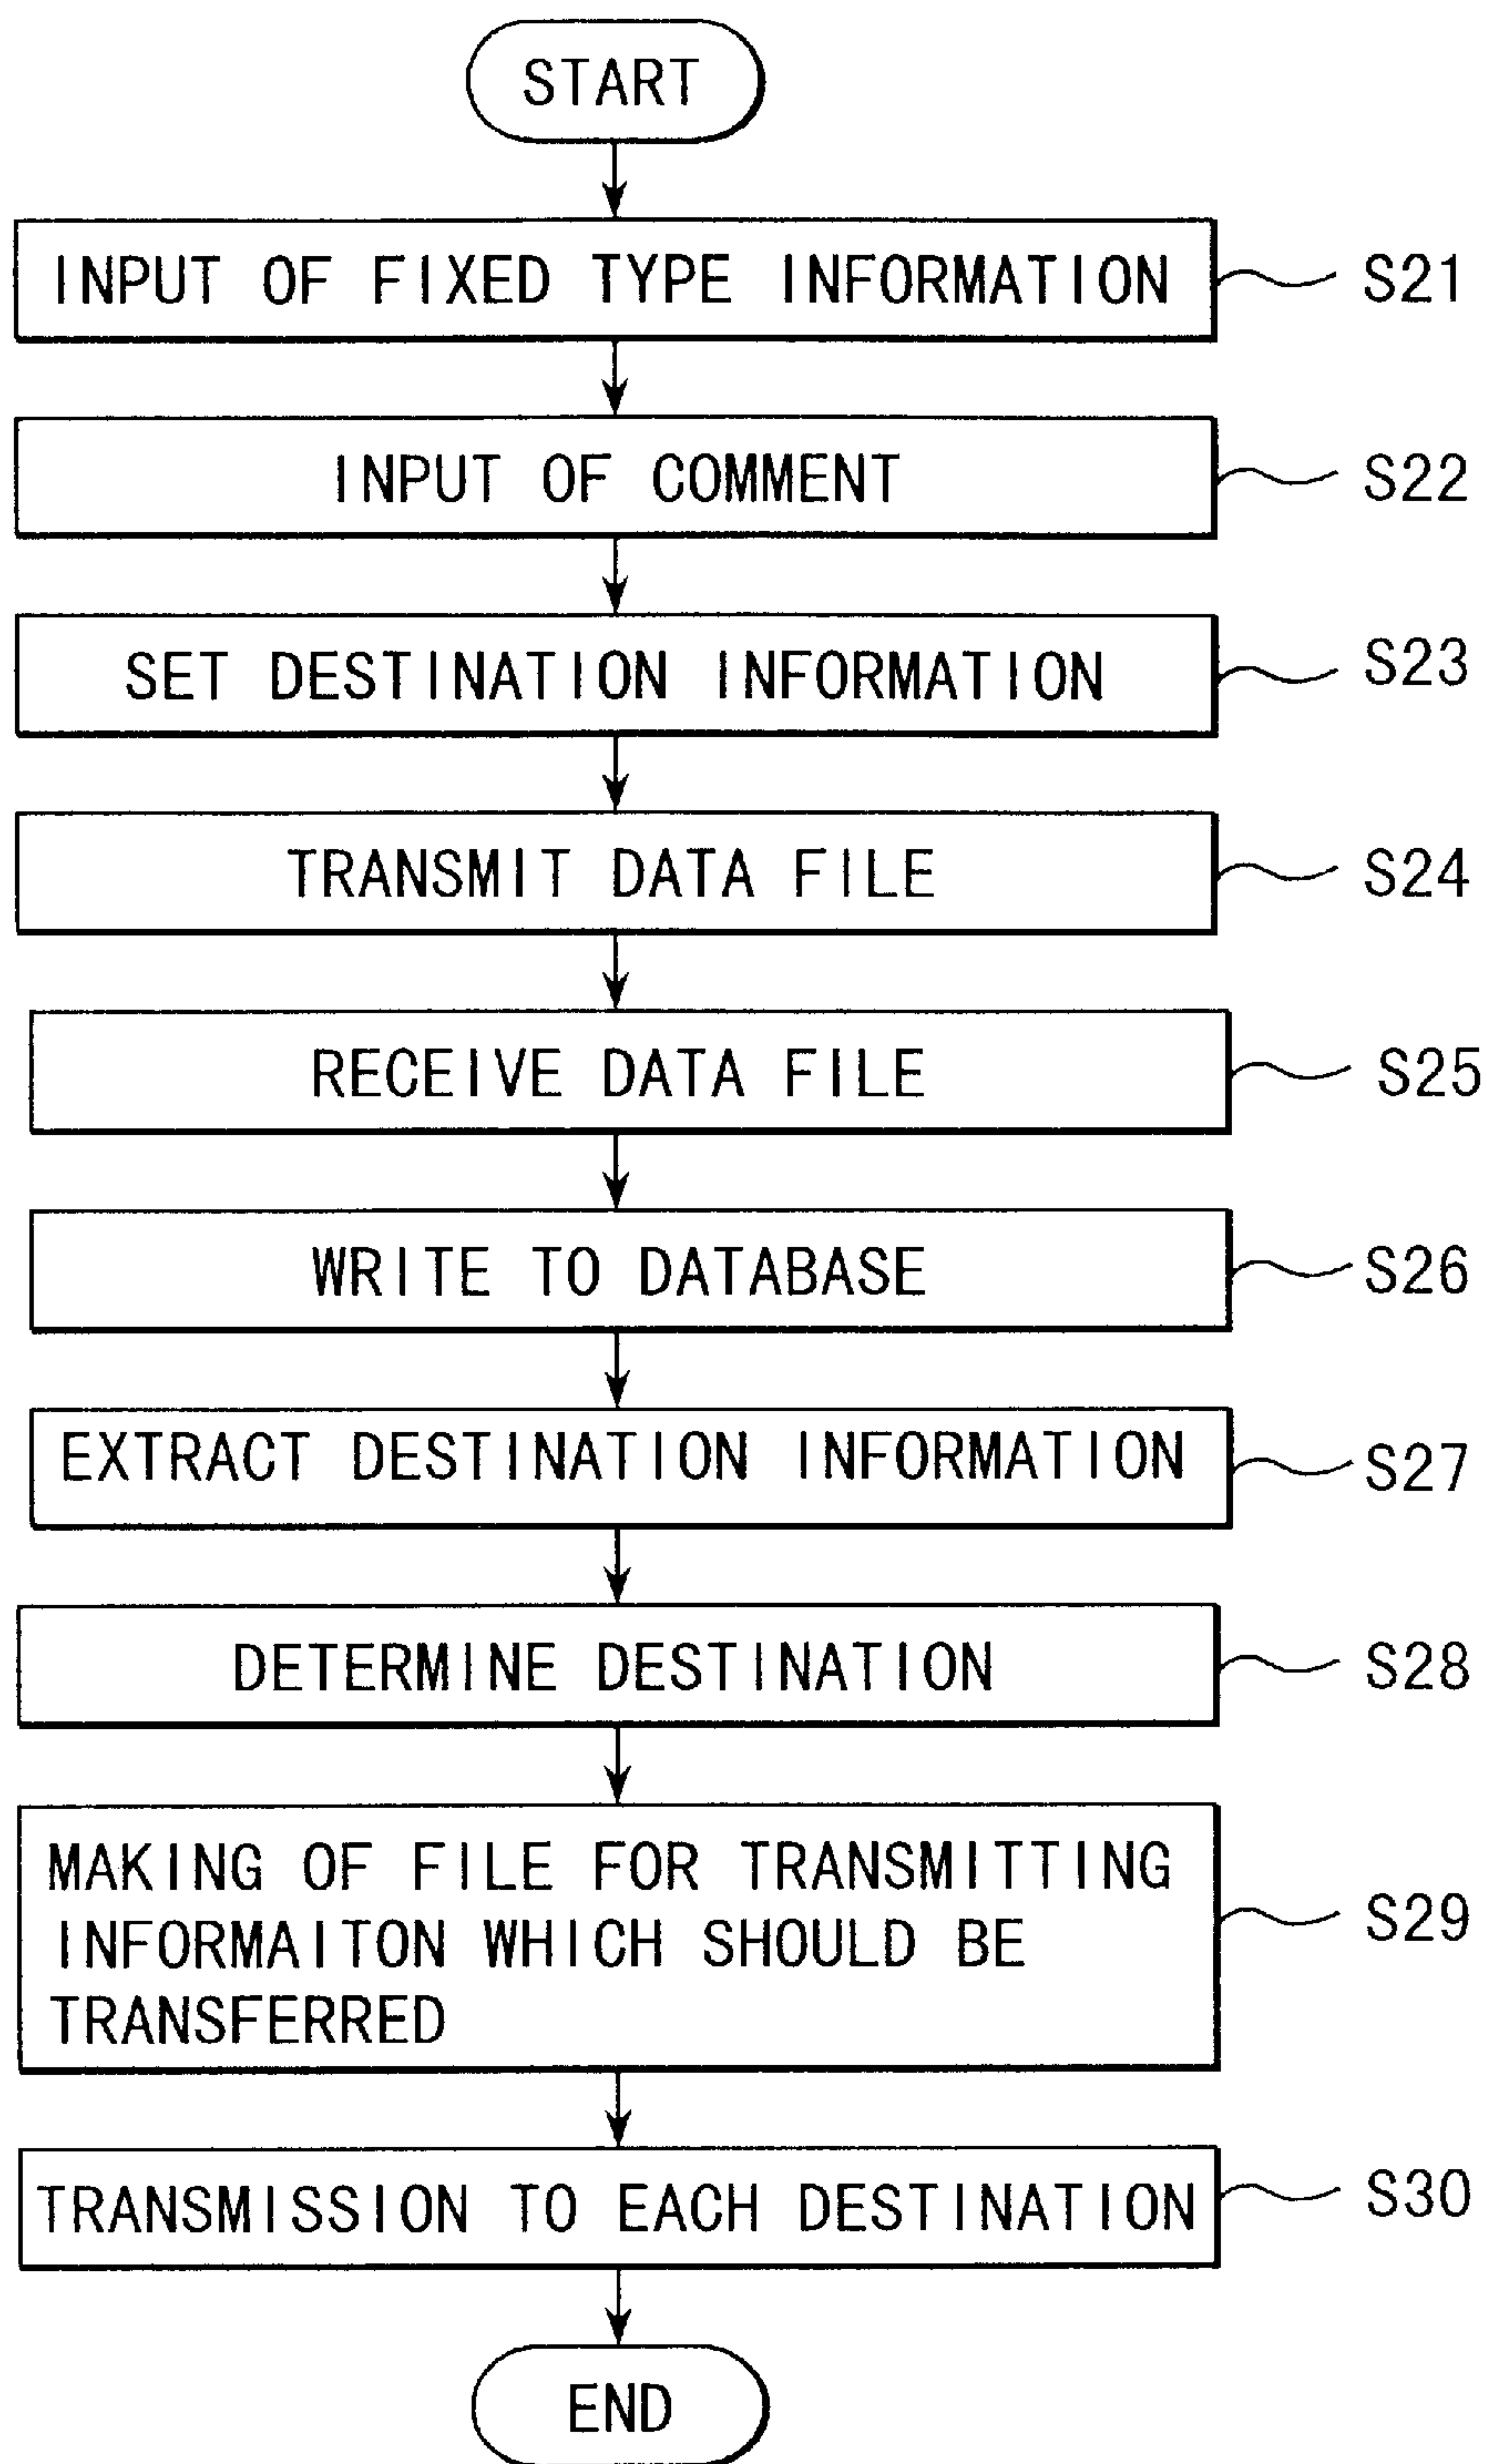 START
INPUT OF FIXED TYPE INFORMATION S21
INPUT OF COMMENT S22
SET DESTINATION INFORMATION S23
TRANSMIT DATA FILE S24
RECEIVE DATA FILE S25
WRITE TO DATABASE S26
EXTRACT DESTINATION INFORMATION S27
DETERMINE DESTINATION S28
MAKING OF FILE FOR TRANSMITTING
INFORMAITON WHICH SHOULD BE S29
TRANSFERRED
TRANSMISSION TO EACH DESTINATION S30
END